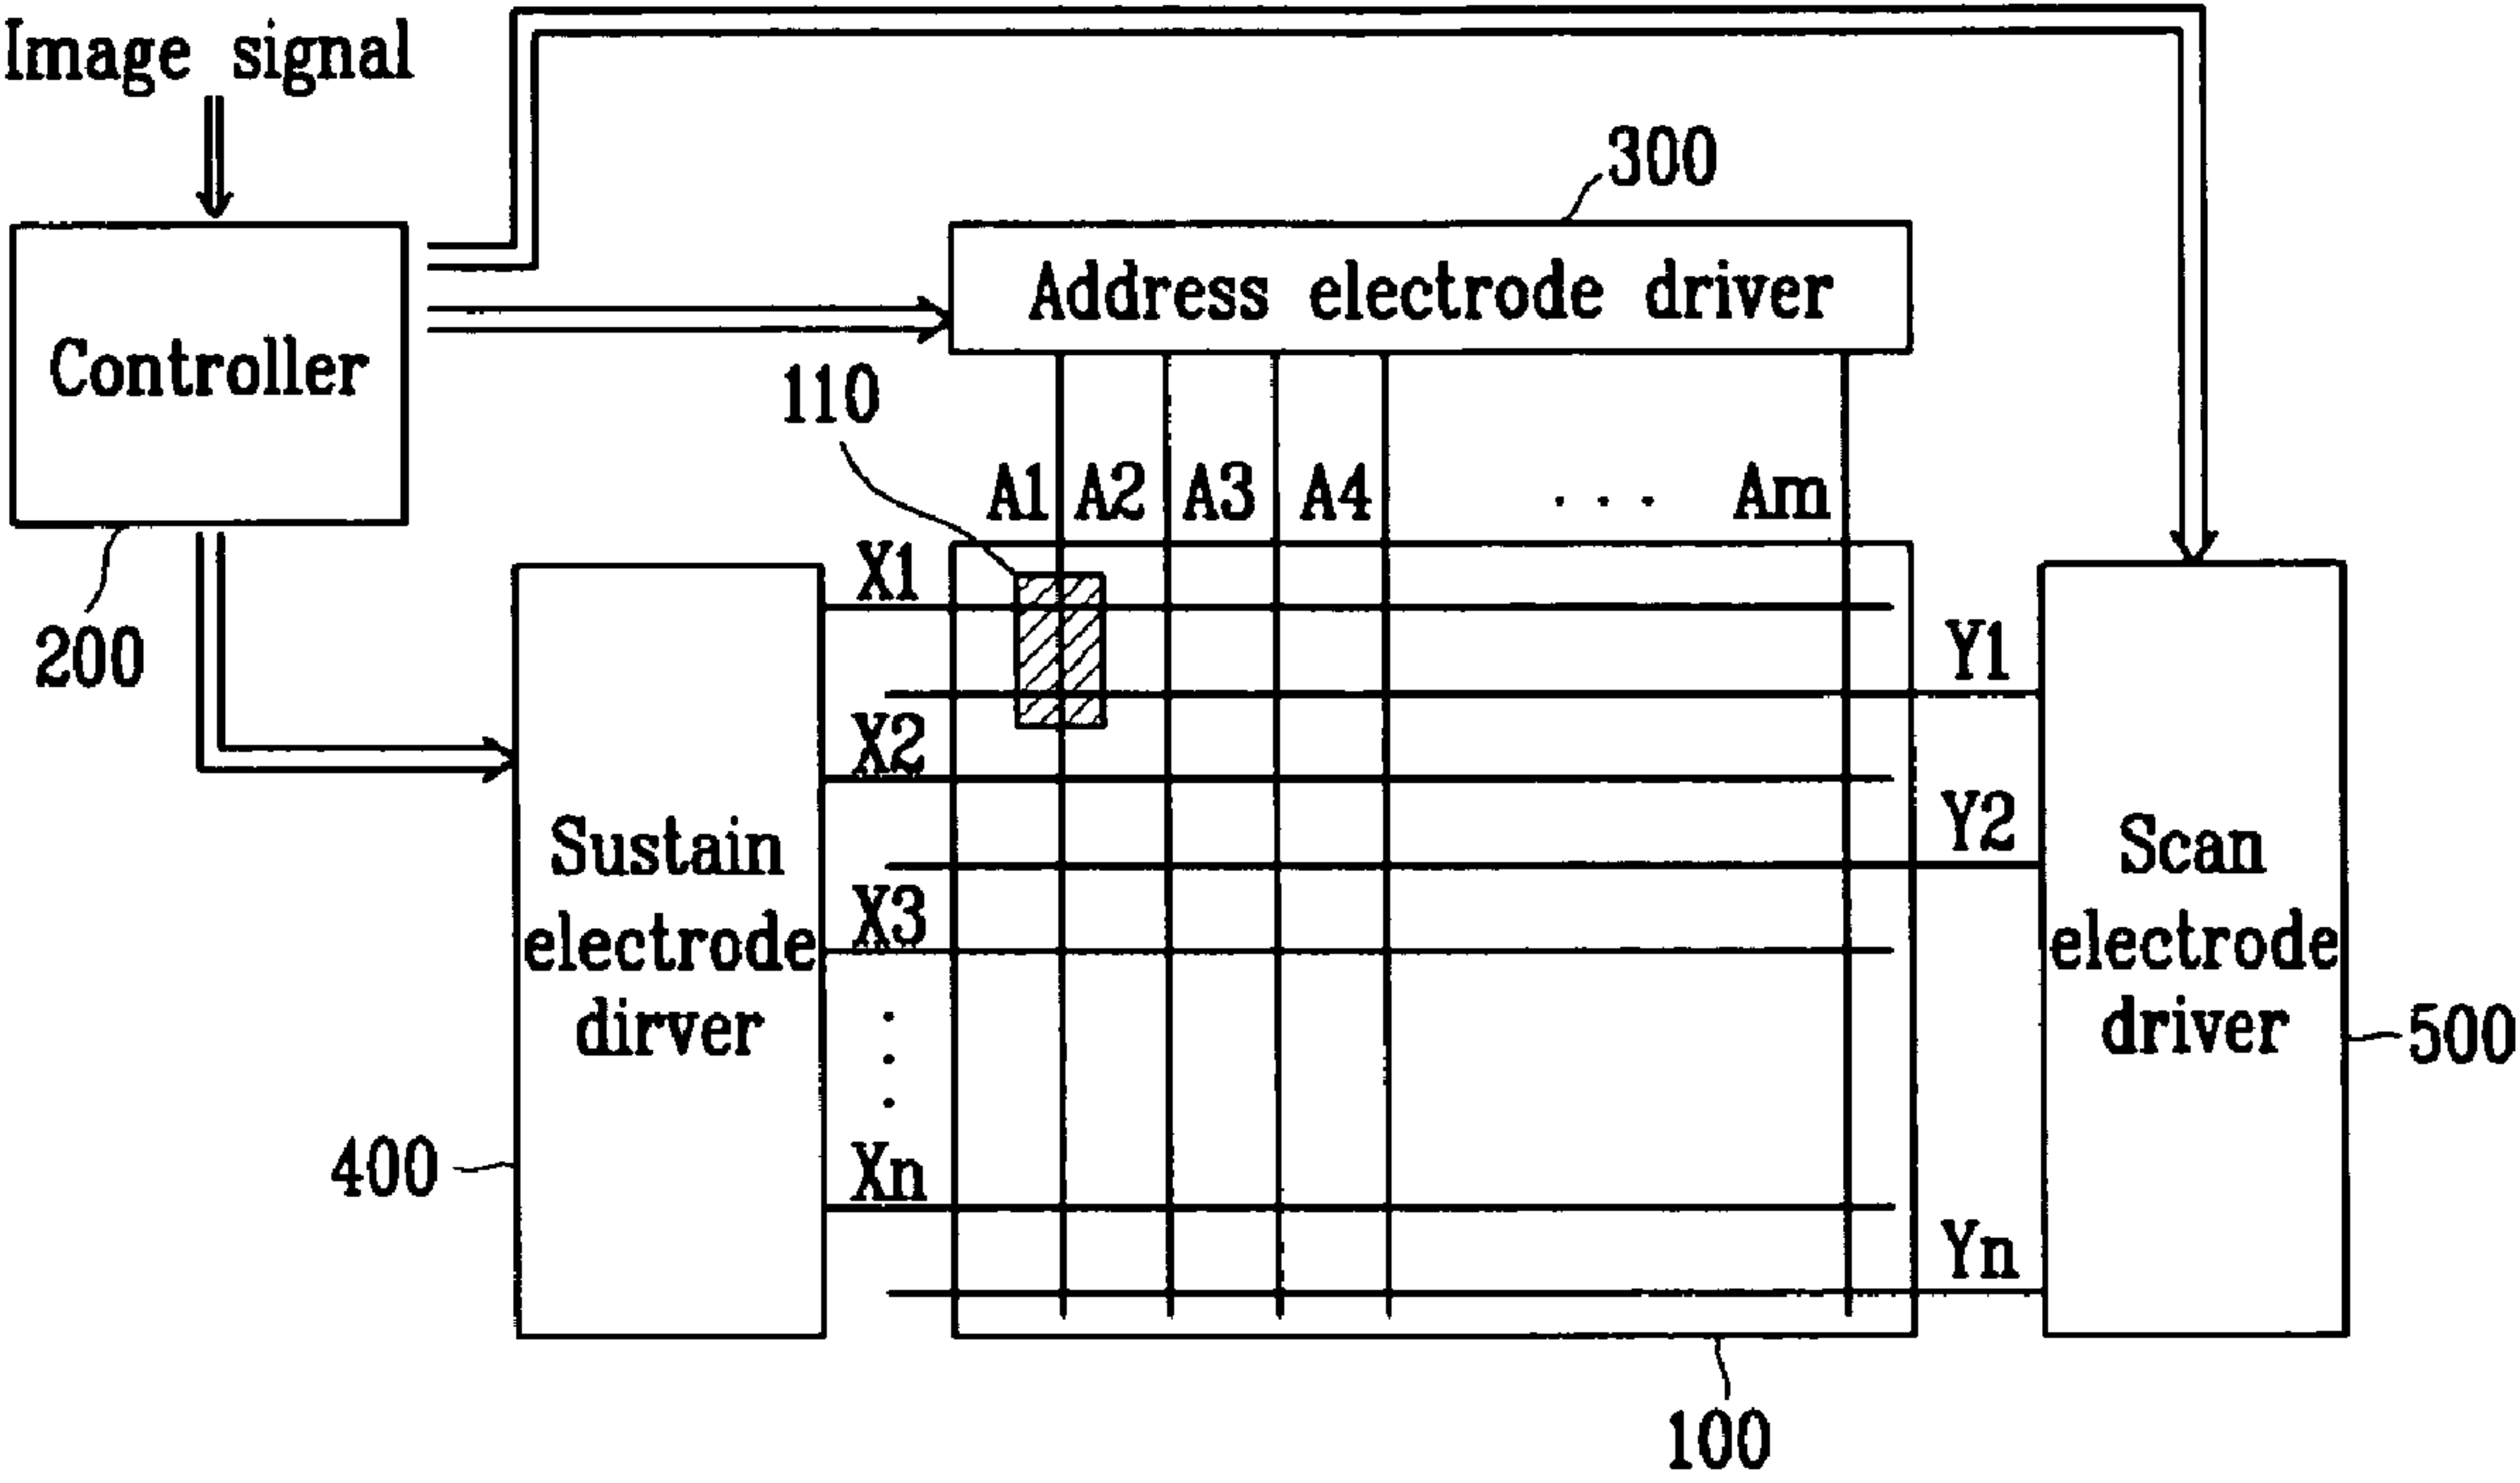 Image signal
300
Address electrode driver
Controller
110
A1 A2 A3 A4 . . . Am
X1
200
Y1
X2
Y2
Sustain
electrode
dirver
Scan
electrode
driver
X3
500
.
.
.
400
Xn
Yn
100